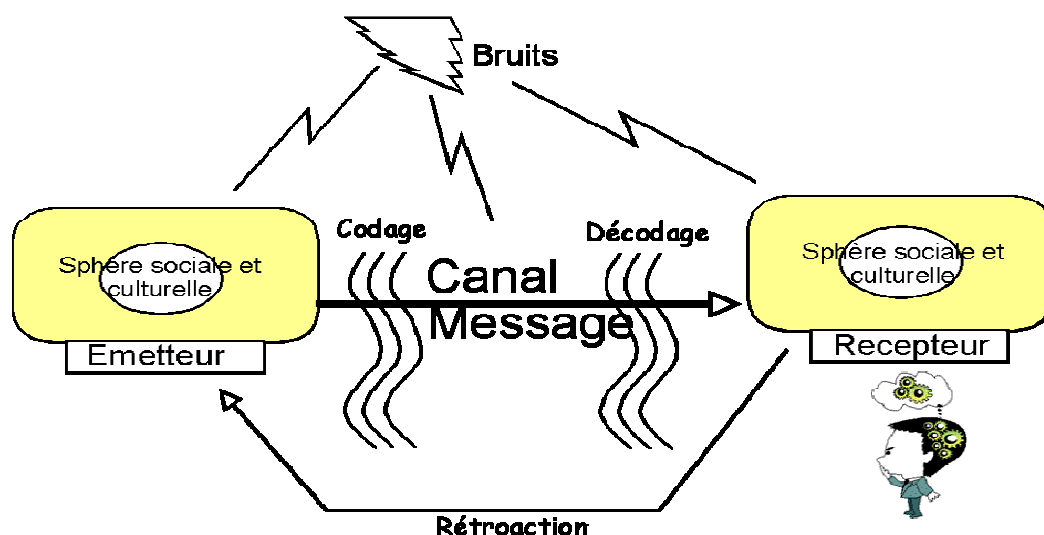 Bruits
Codage
Décodage
Sphère sociale et
culturelle
Canal
Message
Sphère sociale et
culturelle
Emetteur
Recepteur
Rétroaction